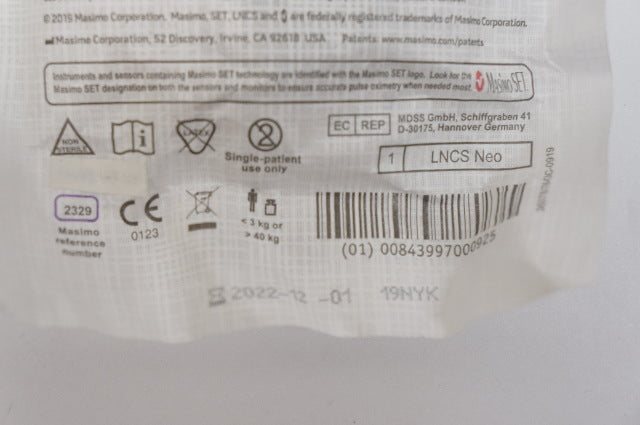 © 2019 Masimo Corporation. Masimo, SET, LNCS and are federally registered trademarks of Masimo Corporation.
Masimo Corporation, 52 Discovery, Irvine, CA 92618 USA Patents: www.masimo.com/patents
Instruments and sensors containing Masimo SET technology are identified with the Masimo SET logo. Look for the
Masimo SET designation on both the sensors and monitors to ensure accurate pulse oximetry when needed most.
Masimo SET
NON
STERILE
LATEX
2
Single-patient
use only
EC REP
MDSS GmbH, Schiffgraben 41
D-30175, Hannover Germany
1 LNCS Neo
2329
Masimo
reference
number
CE
0123
< 3 kg or
> 40 kg
(01) 00843997000925
2022-12 -01 19NYK